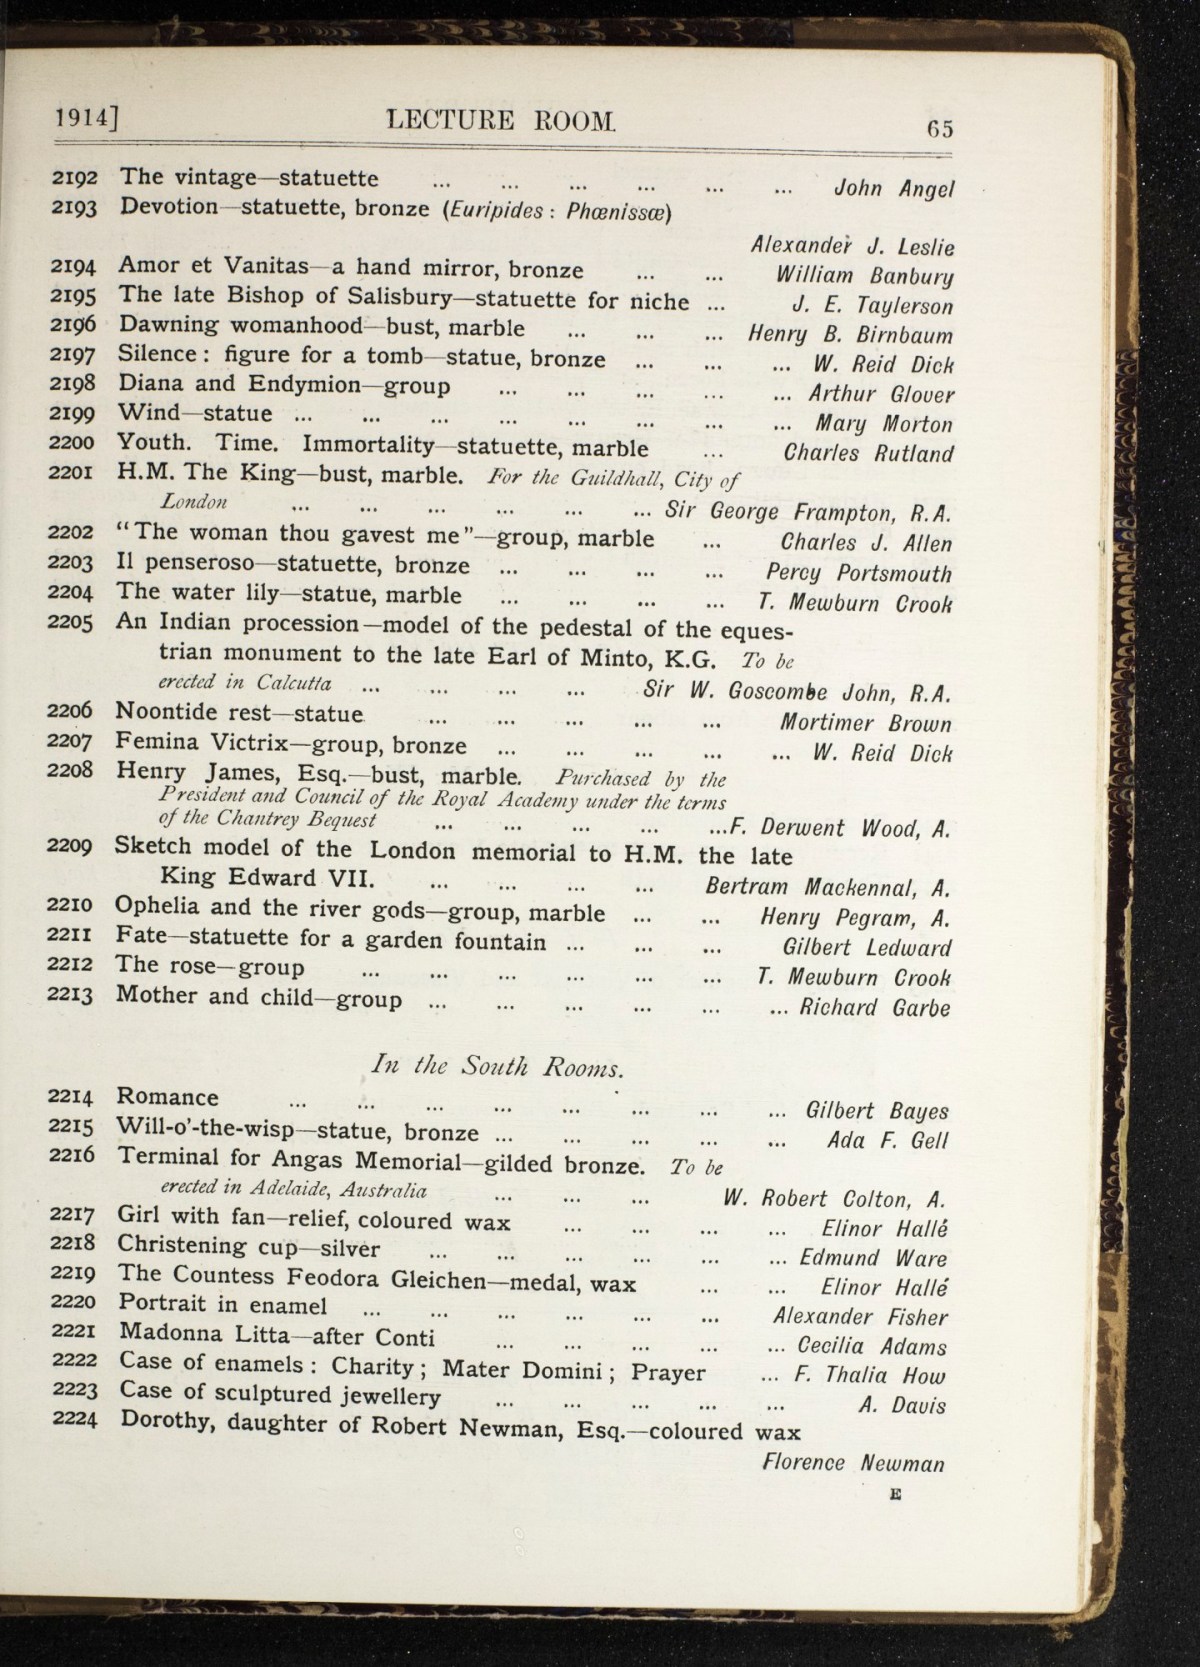 1914] LECTURE ROOM. 65
2192 The vintage—statuette ... ... ... ... ... ... John Angel
2193 Devotion—statuette, bronze (Euripides : Phœnissæ)
Alexander J. Leslie
2194 Amor et Vanitas—a hand mirror, bronze ... ... William Banbury
2195 The late Bishop of Salisbury—statuette for niche ... J. E. Taylerson
2196 Dawning womanhood—bust, marble ... ... ... Henry B. Birnbaum
2197 Silence : figure for a tomb—statue, bronze ... ... ... W. Reid Dick
2198 Diana and Endymion—group ... ... ... ... ... Arthur Glover
2199 Wind—statue ... ... ... ... ... ... ... ... Mary Morton
2200 Youth. Time. Immortality—statuette, marble ... Charles Rutland
2201 H.M. The King—bust, marble. For the Guildhall, City of
London ... ... ... ... ... ... Sir George Frampton, R.A.
2202 “The woman thou gavest me”—group, marble ... Charles J. Allen
2203 Il penseroso—statuette, bronze ... ... ... ... Percy Portsmouth
2204 The water lily—statue, marble ... ... ... ... T. Mewburn Crook
2205 An Indian procession—model of the pedestal of the eques-
trian monument to the late Earl of Minto, K.G. To be
erected in Calcutta ... ... ... ... Sir W. Goscombe John, R.A.
2206 Noontide rest—statue ... ... ... ... ... Mortimer Brown
2207 Femina Victrix—group, bronze ... ... ... ... ... W. Reid Dick
2208 Henry James, Esq.—bust, marble. Purchased by the
President and Council of the Royal Academy under the terms
of the Chantrey Bequest ... ... ... ... ...F. Derwent Wood, A.
2209 Sketch model of the London memorial to H.M. the late
King Edward VII. ... ... ... ... Bertram Mackennal, A.
2210 Ophelia and the river gods—group, marble ... ... Henry Pegram, A.
2211 Fate—statuette for a garden fountain ... ... ... Gilbert Ledward
2212 The rose—group ... ... ... ... ... ... T. Mewburn Crook
2213 Mother and child—group ... ... ... ... ... ... Richard Garbe
In the South Rooms.
2214 Romance ... ... ... ... ... ... ... ... Gilbert Bayes
2215 Will-o'-the-wisp—statue, bronze ... ... ... ... ... Ada F. Gell
2216 Terminal for Angas Memorial—gilded bronze. To be
erected in Adelaide, Australia ... ... ... W. Robert Colton, A.
2217 Girl with fan—relief, coloured wax ... ... ... ... Elinor Hallé
2218 Christening cup—silver ... ... ... ... ... ... Edmund Ware
2219 The Countess Feodora Gleichen—medal, wax ... ... Elinor Hallé
2220 Portrait in enamel ... ... ... ... ... ... Alexander Fisher
2221 Madonna Litta—after Conti ... ... ... ... ... Cecilia Adams
2222 Case of enamels : Charity ; Mater Domini ; Prayer ... F. Thalia How
2223 Case of sculptured jewellery ... ... ... ... ... A. Davis
2224 Dorothy, daughter of Robert Newman, Esq.—coloured wax
Florence Newman
E